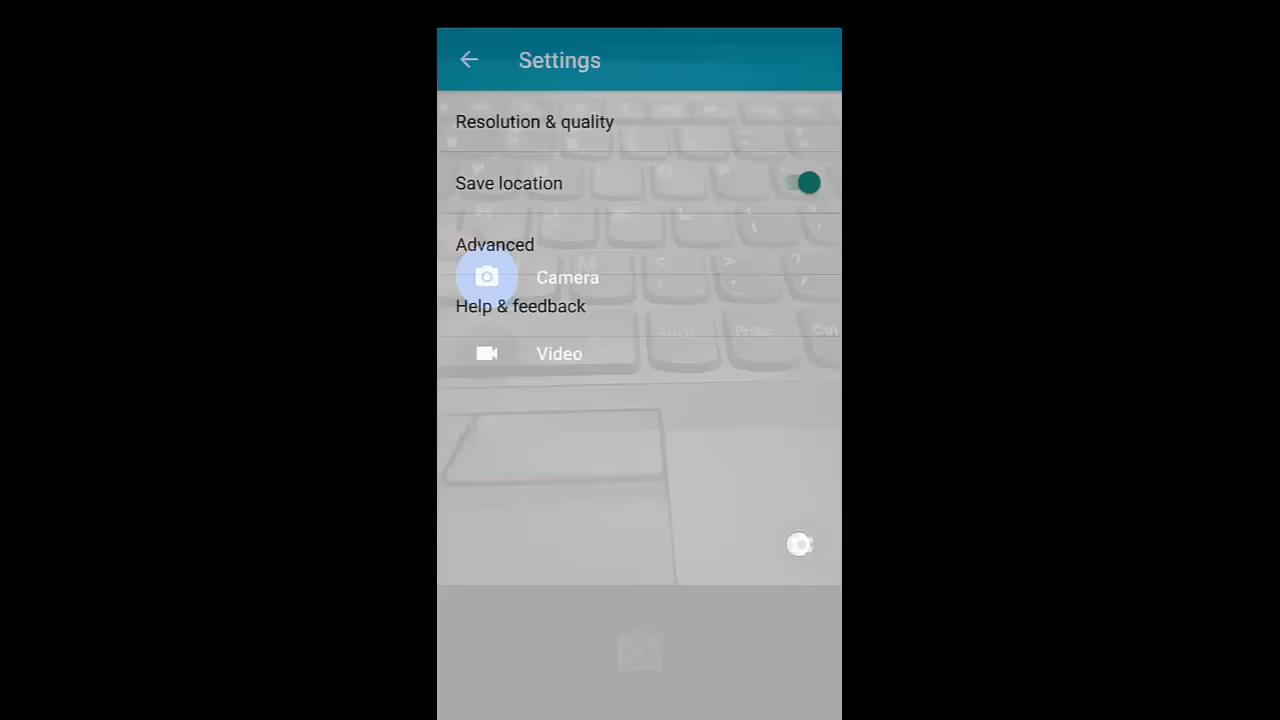 Settings
Resolution & quality
Save location
Advanced
Camera
Help & feedback
Video